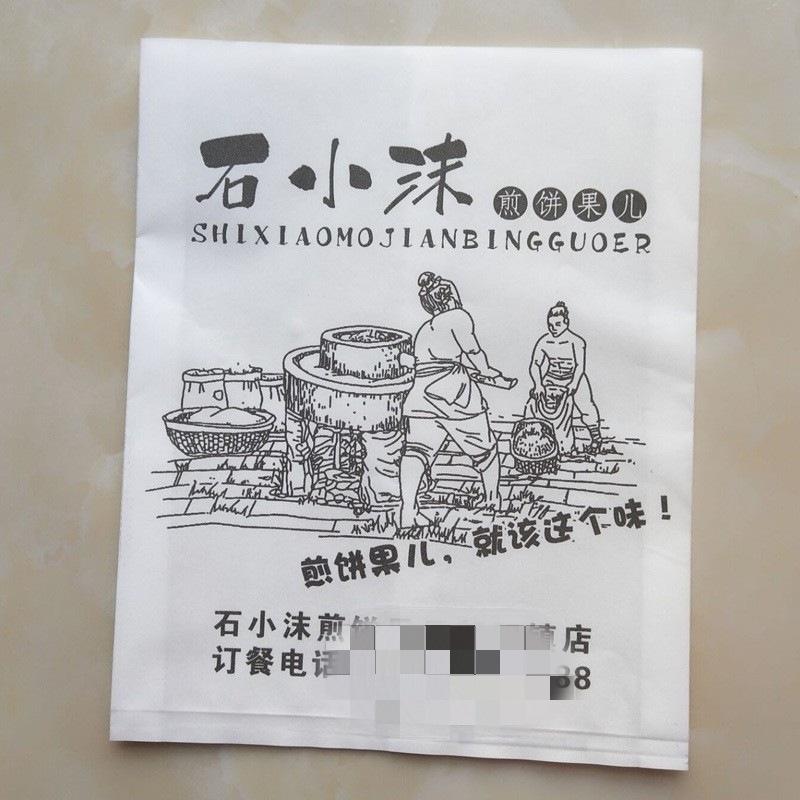 石小沫 煎饼果儿
SHIXIAOMOJIANBINGGUOER
煎饼果儿，就该这个味！
石小沫煎饼 镇店
订餐电话 88